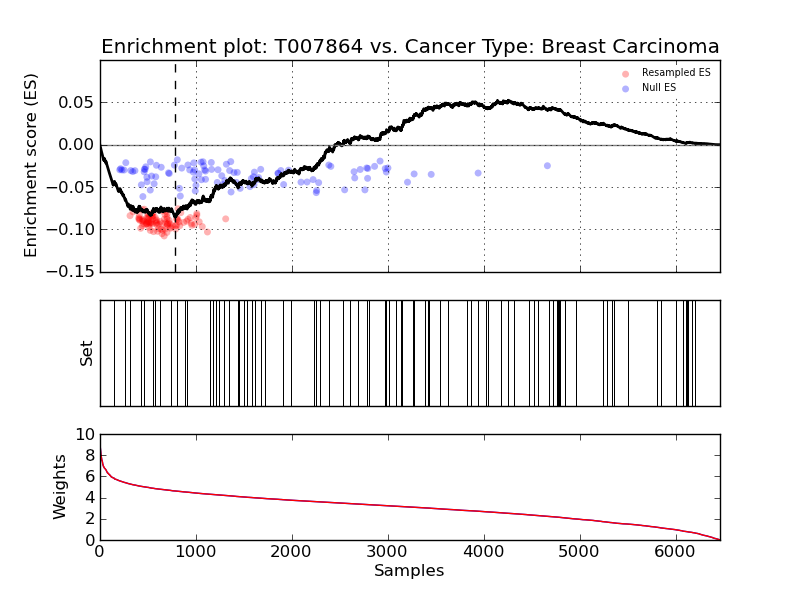 Enrichment plot: T007864 vs. Cancer Type: Breast Carcinoma
Resampled ES
Null ES
Enrichment score (ES)
0.05
0.00
−0.05
−0.10
−0.15
Set
Weights
10
8
6
4
2
0
0 1000 2000 3000 4000 5000 6000
Samples